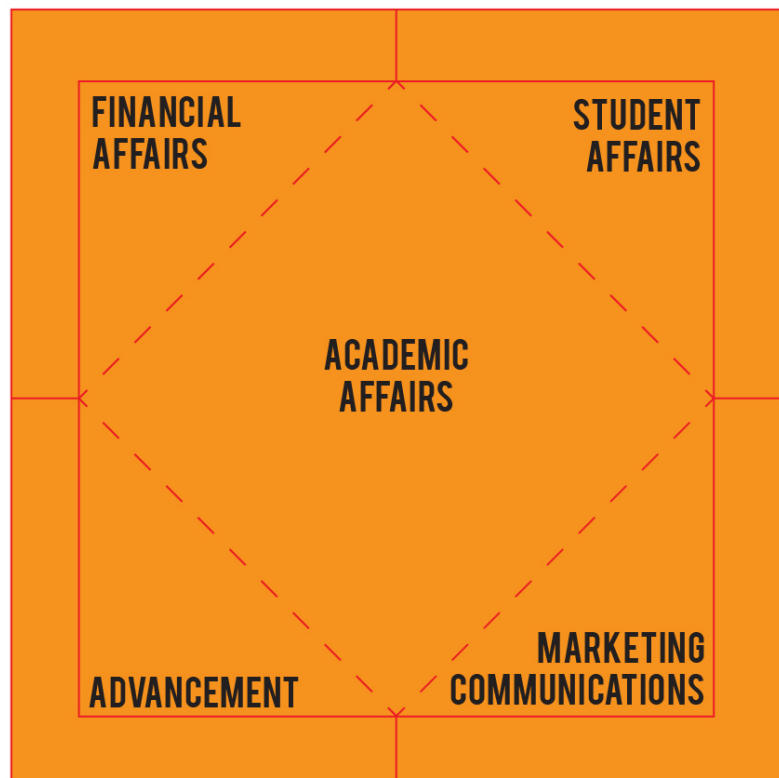 FINANCIAL
AFFAIRS
STUDENT
AFFAIRS
ACADEMIC
AFFAIRS
ADVANCEMENT
MARKETING
COMMUNICATIONS